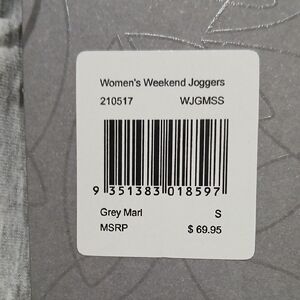 Women's Weekend Joggers
210517 WJGMSS
9 351383 018597
Grey Marl S
MSRP $ 69.95